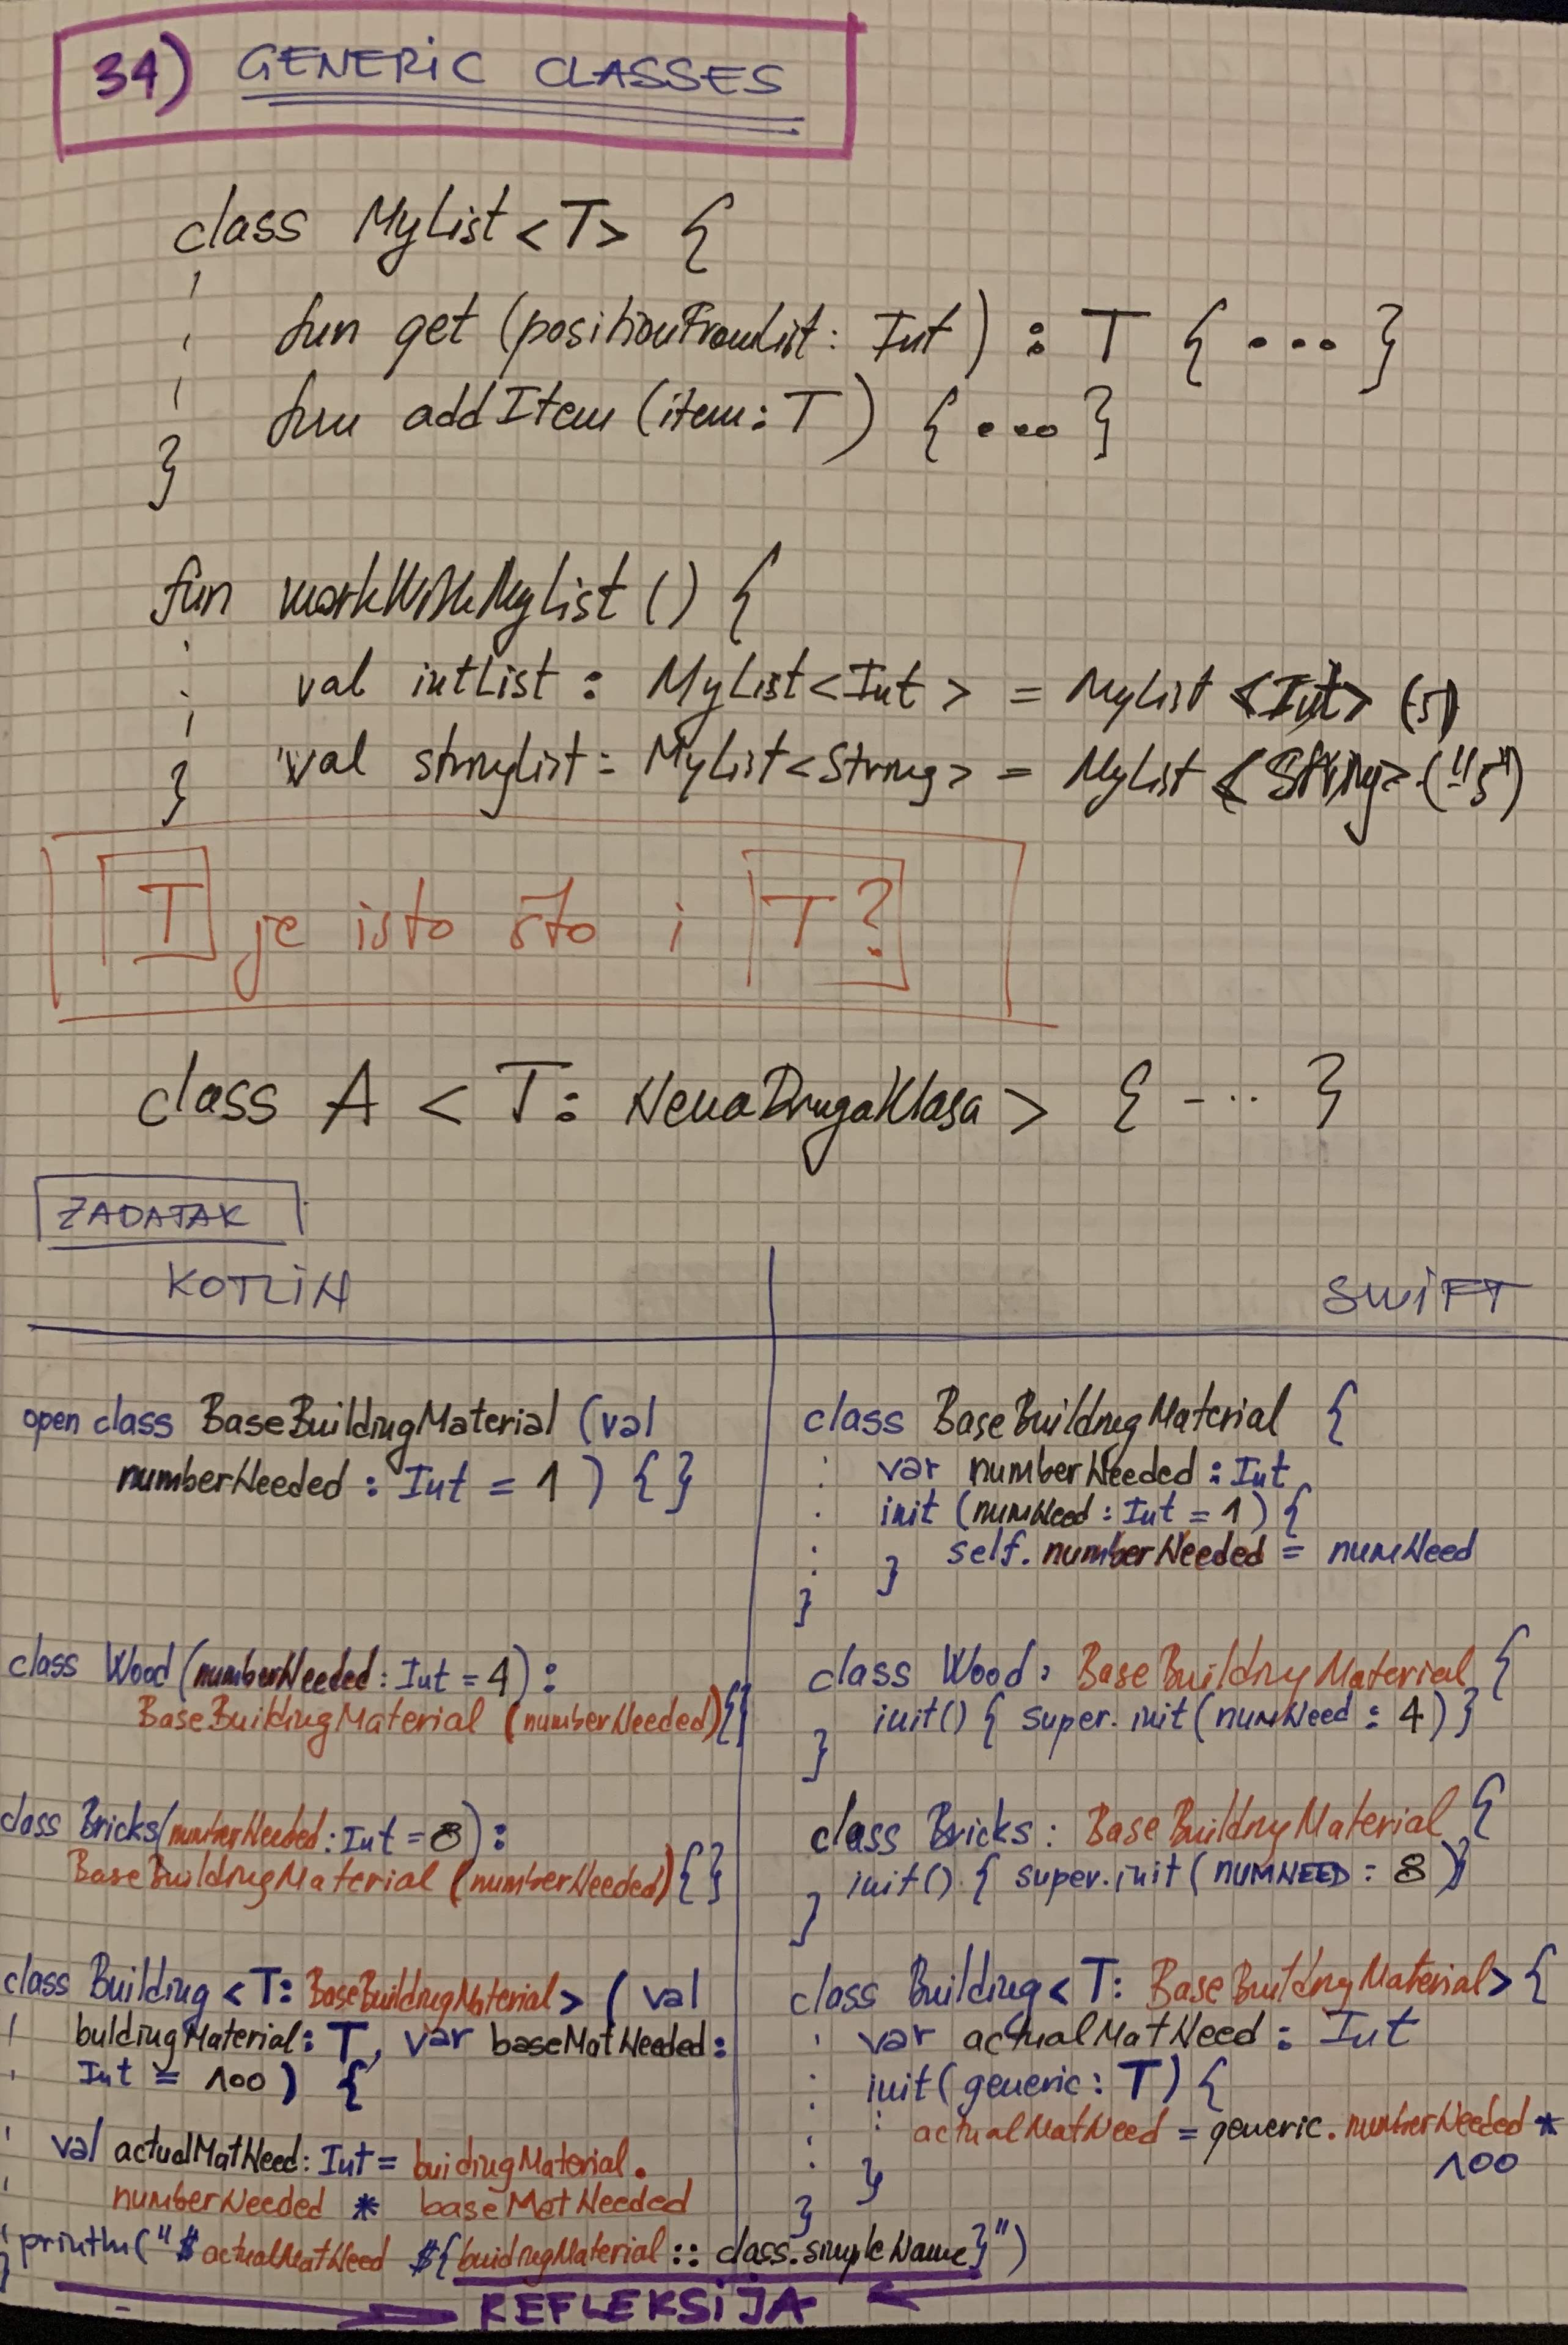 34) GENERIC CLASSES
class MyList <T> {
fun get (positionFromList: Int) : T { ... }
fun addItem (item: T) { ... }
}
fun workWithMyList () {
val intList : MyList<Int> = MyList <Int> (5)
val stringList: MyList<String> = MyList <String> ("5")
}
T je isto što i T?
class A < T: NekaDrugaKlasa > { ... }
ZADATAK
KOTLIN
open class BaseBuildingMaterial (val
numberNeeded : Int = 1 ) { }
class Wood (numberNeeded : Int = 4) :
BaseBuildingMaterial (numberNeeded) {}
class Bricks (numberNeeded : Int = 8) :
BaseBuildingMaterial (numberNeeded) { }
class Building <T: BaseBuildingMaterial> ( val
buldingMaterial: T, var baseMatNeeded:
Int = 100 ) {
val actualMatNeed: Int = buidingMaterial.
numberNeeded * baseMatNeeded
println("$actualMatNeed ${buidingMaterial :: class.simpleName}")
}
REFLEKSIJA
SWIFT
class BaseBuildingMaterial {
var numberNeeded : Int
init (numNeed : Int = 1) {
self. numberNeeded = numNeed
}
}
class Wood : BaseBuildingMaterial {
init() { super. init (numNeed : 4) }
}
class Bricks : BaseBuildingMaterial {
init() { super.init (NUMNEED : 8 )}
}
class Building < T: BaseBuildingMaterial> {
var actualMatNeed : Int
init (generic : T) {
actualMatNeed = generic. numberNeeded *
100
}
}